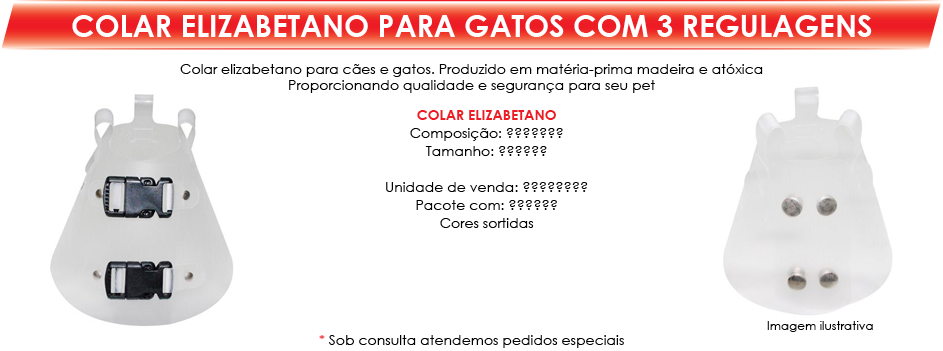 COLAR ELIZABETANO PARA GATOS COM 3 REGULAGENS
Colar elizabetano para cães e gatos. Produzido em matéria-prima madeira e atóxica
Proporcionando qualidade e segurança para seu pet
COLAR ELIZABETANO
Composição: ???????
Tamanho: ??????
Unidade de venda: ????????
Pacote com: ??????
Cores sortidas
Imagem ilustrativa
* Sob consulta atendemos pedidos especiais